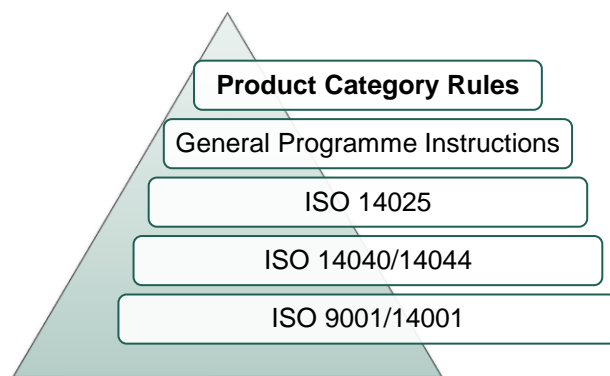 Product Category Rules
General Programme Instructions
ISO 14025
ISO 14040/14044
ISO 9001/14001